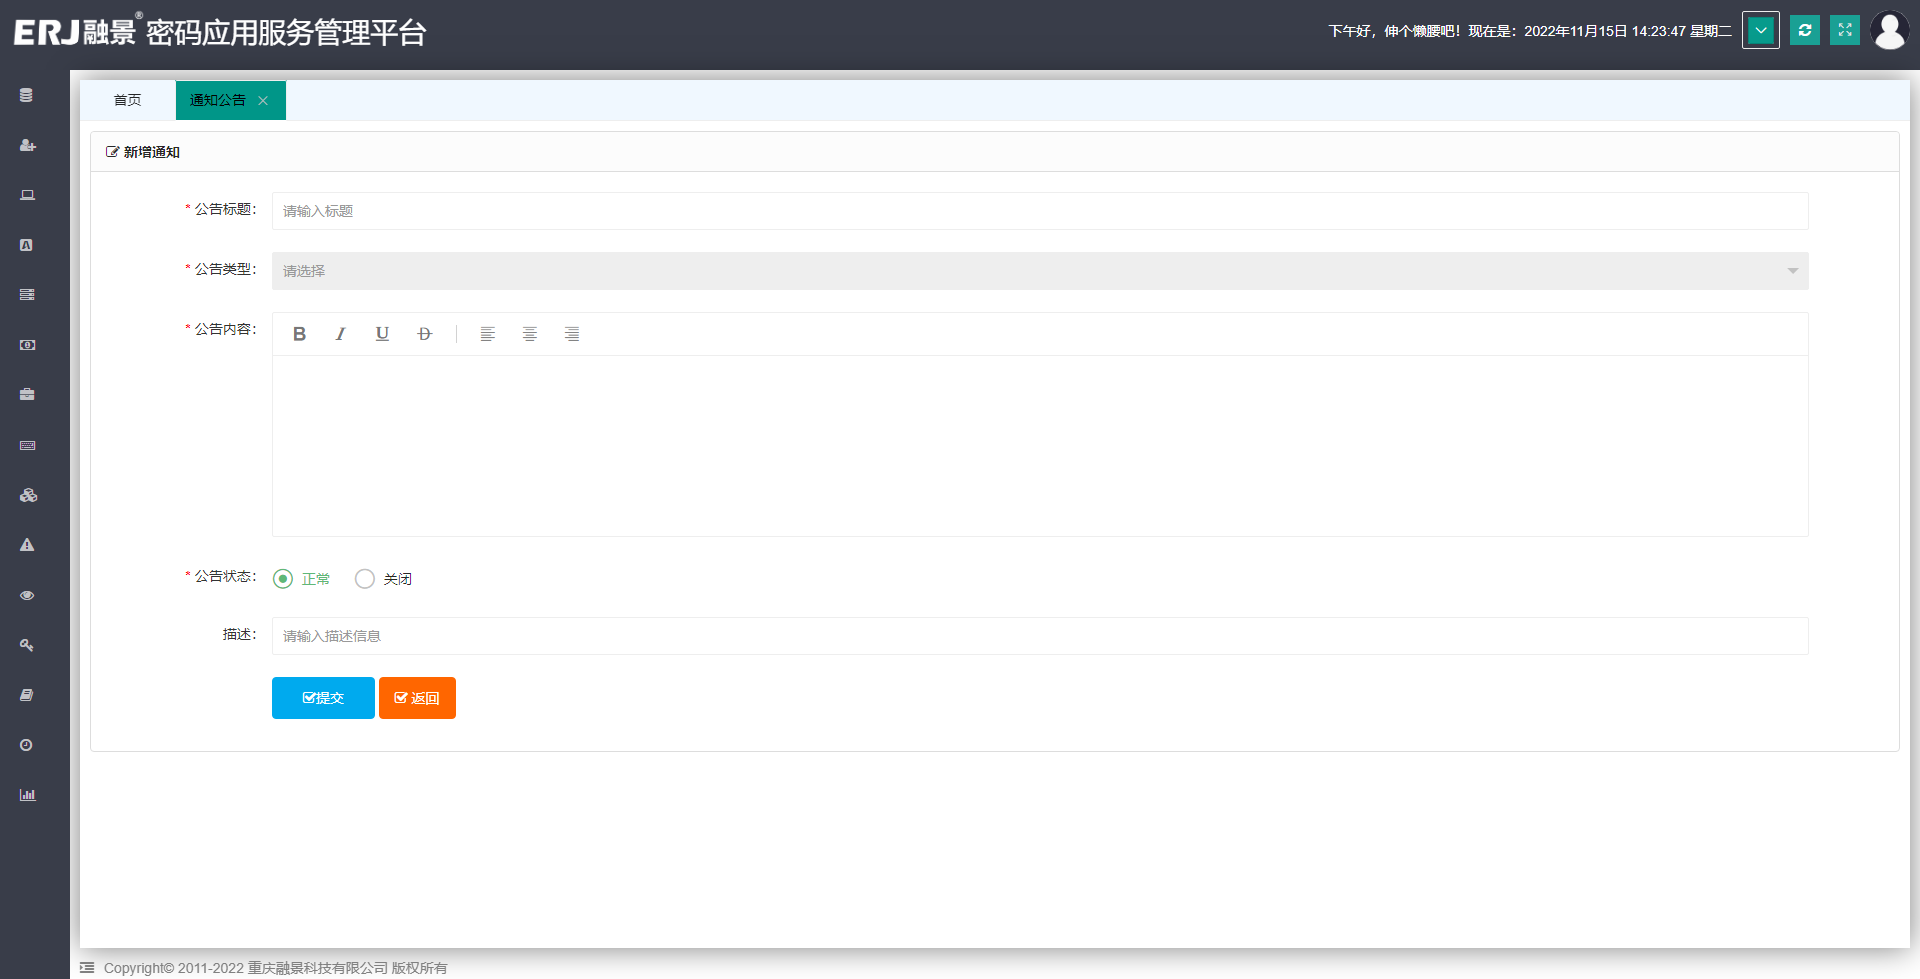 ERJ融景® 密码应用服务管理平台
下午好，伸个懒腰吧！现在是：2022年11月15日 14:23:47 星期二
首页 通知公告
新增通知
* 公告标题： 请输入标题
* 公告类型： 请选择
* 公告内容： B I U D
* 公告状态： 正常 关闭
描述： 请输入描述信息
提交 返回
Copyright© 2011-2022 重庆融景科技有限公司 版权所有